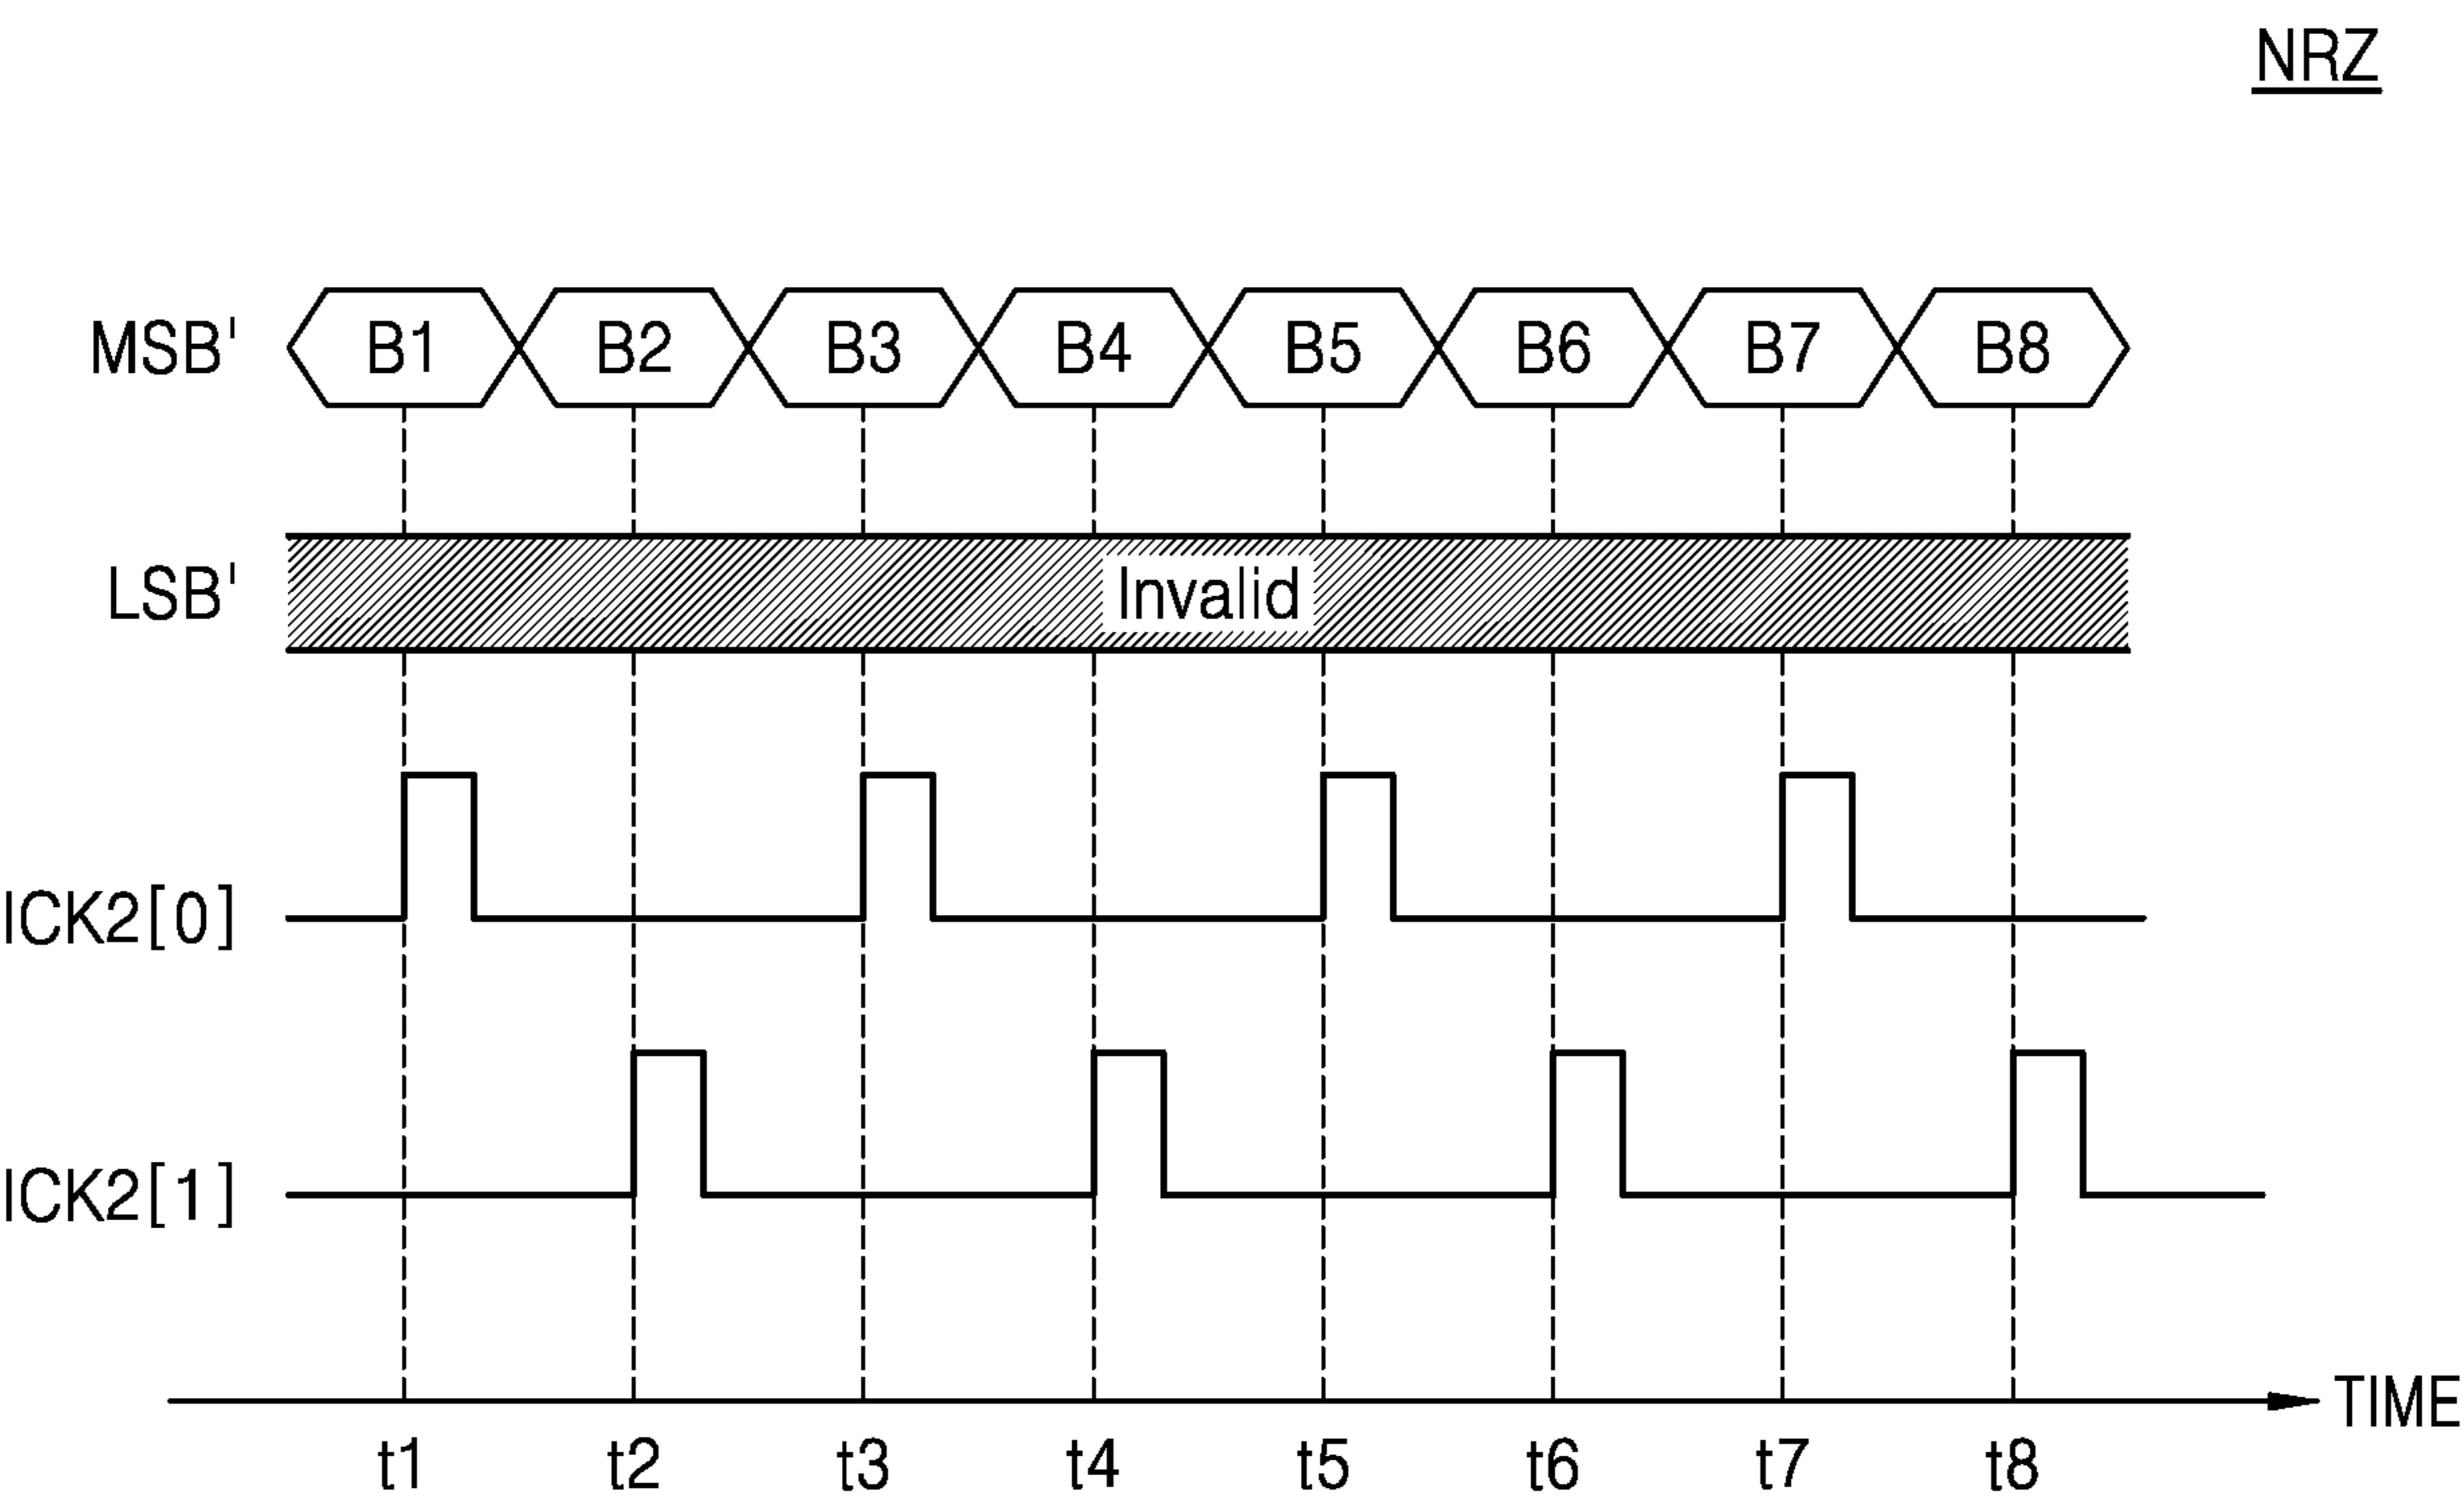 NRZ
MSB' B1 B2 B3 B4 B5 B6 B7 B8
LSB' Invalid
ICK2[0]
ICK2[1]
TIME
t1 t2 t3 t4 t5 t6 t7 t8